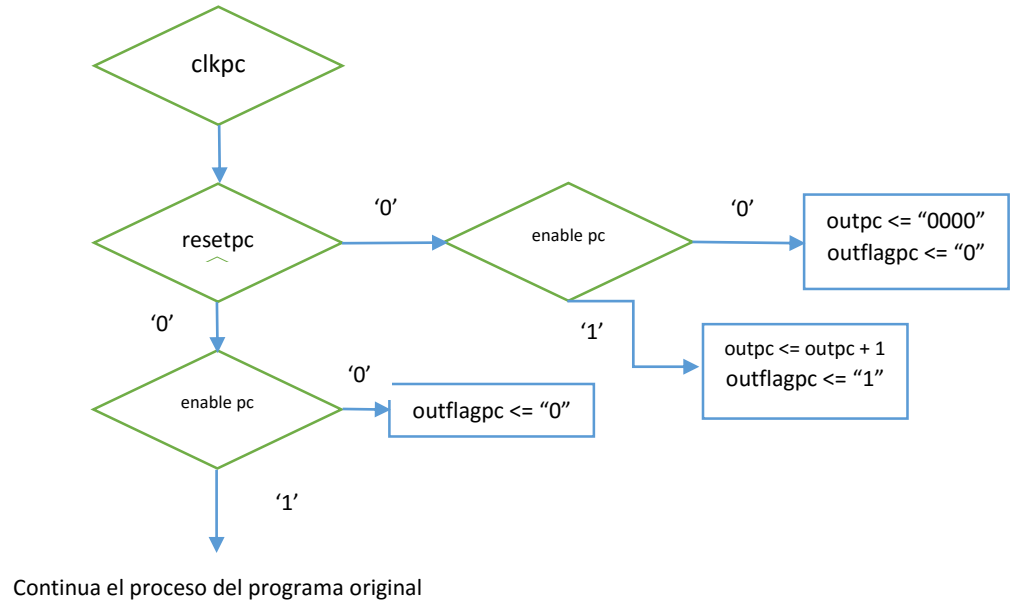 clkpc
resetpc
‘0’
enable pc
‘0’
outpc <= “0000”
outflagpc <= “0”
‘1’
outpc <= outpc + 1
outflagpc <= “1”
‘0’
enable pc
‘0’
outflagpc <= “0”
‘1’
Continua el proceso del programa original